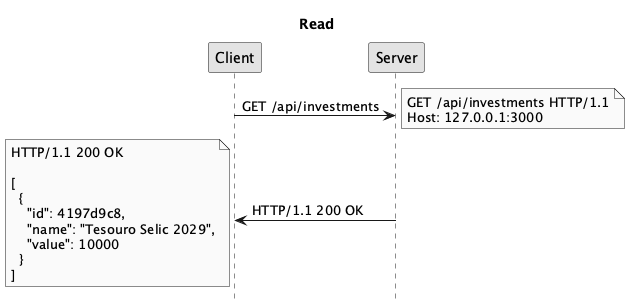 Read
Client
Server
GET /api/investments
GET /api/investments HTTP/1.1
Host: 127.0.0.1:3000
HTTP/1.1 200 OK
[
  {
    "id": 4197d9c8,
    "name": "Tesouro Selic 2029",
    "value": 10000
  }
]
HTTP/1.1 200 OK